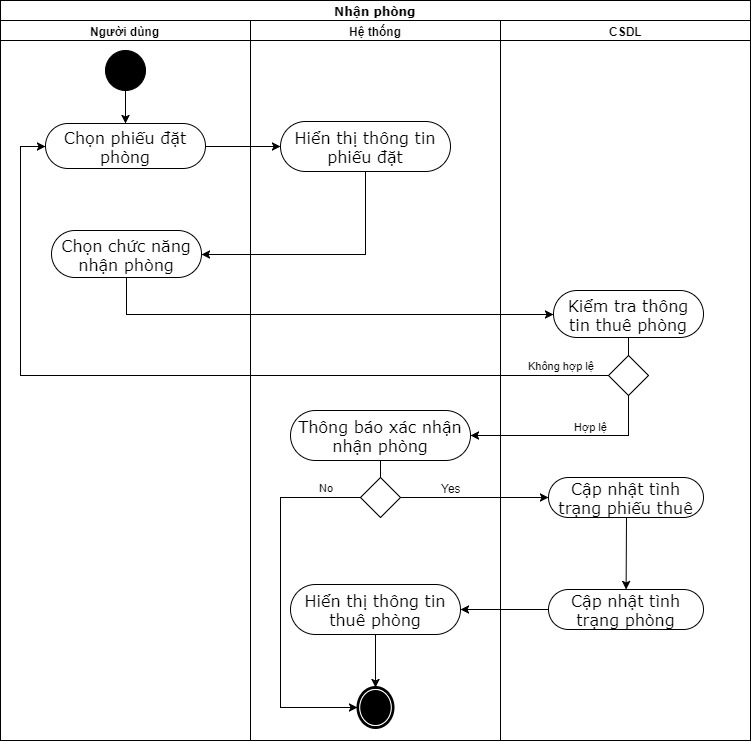 Nhận phòng
Người dùng
Hệ thống
CSDL
Chọn phiếu đặt
phòng
Hiển thị thông tin
phiếu đặt
Chọn chức năng
nhận phòng
Kiểm tra thông
tin thuê phòng
Không hợp lệ
Hợp lệ
Thông báo xác nhận
nhận phòng
No
Yes
Cập nhật tình
trạng phiếu thuê
Hiển thị thông tin
thuê phòng
Cập nhật tình
trạng phòng